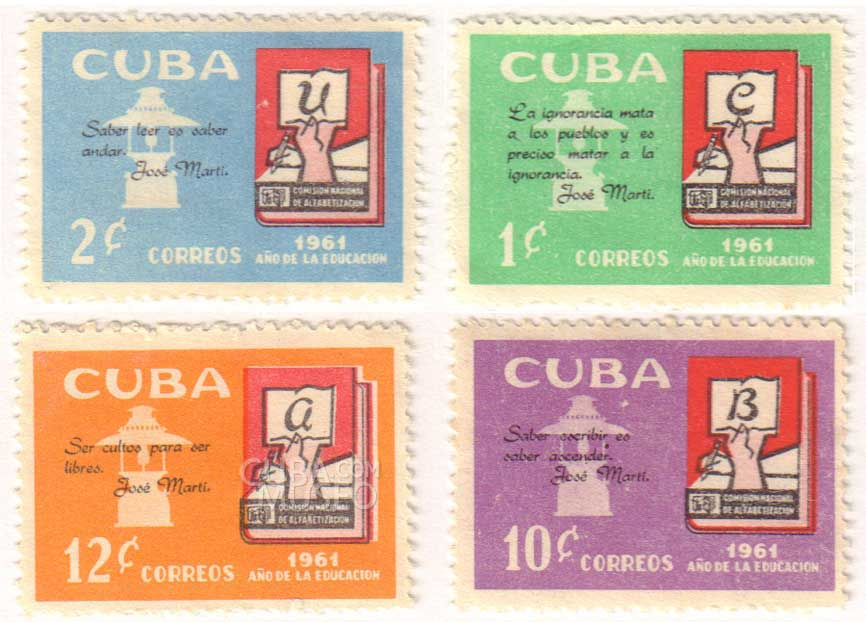 CUBA
U
Saber leer es saber
andar.
José Martí.
COMISION NACIONAL
DE ALFABETIZACION
2¢
CORREOS
1961
AÑO DE LA EDUCACION
CUBA
C
La ignorancia mata
a los pueblos y es
preciso matar a la
ignorancia.
José Martí.
COMISION NACIONAL
DE ALFABETIZACION
1¢
CORREOS
1961
AÑO DE LA EDUCACION
CUBA
a
Ser cultos para ser
libres.
José Martí.
CUBA.COM
MUSEO
COMISION NACIONAL
DE ALFABETIZACION
12¢
CORREOS
1961
AÑO DE LA EDUCACION
CUBA
B
Saber escribir es
saber ascender.
José Martí.
COMISION NACIONAL
DE ALFABETIZACION
10¢
CORREOS
1961
AÑO DE LA EDUCACION